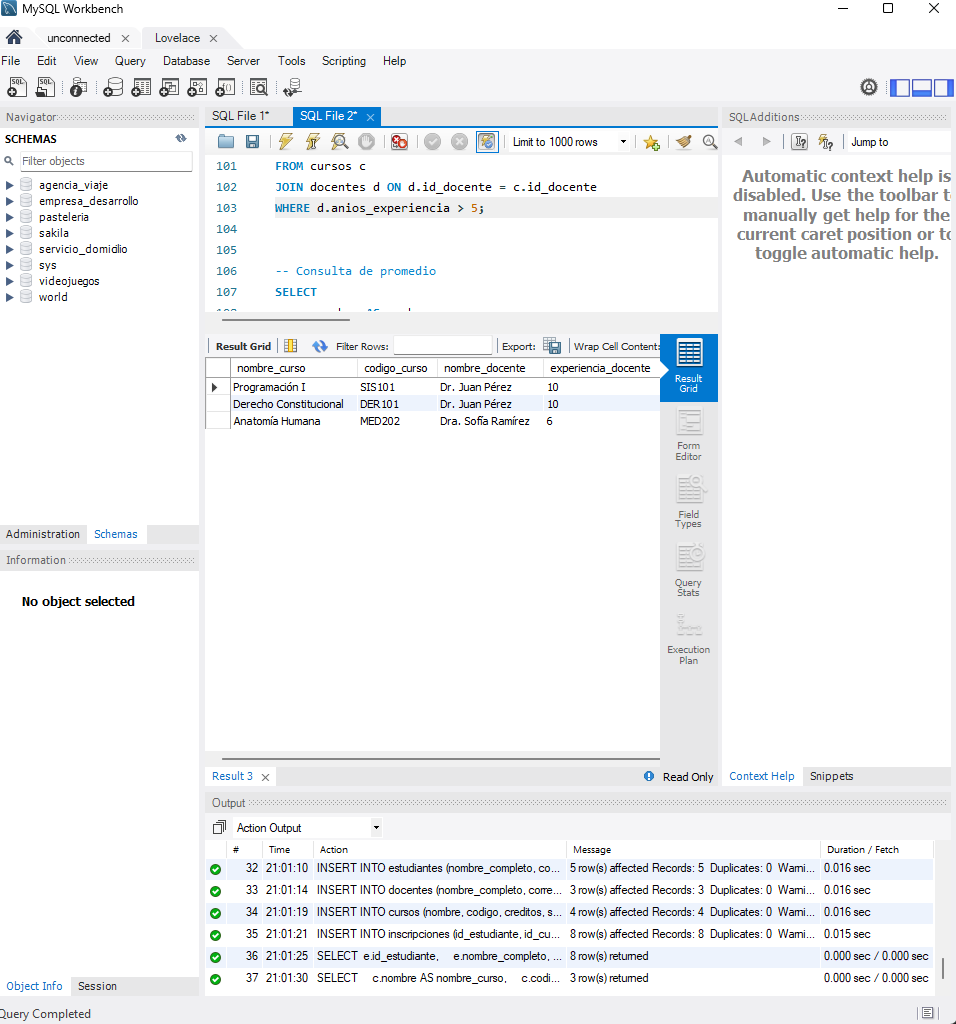 MySQL Workbench
unconnected
Lovelace
File Edit View Query Database Server Tools Scripting Help
Navigator
SCHEMAS
Filter objects
agencia_viaje
empresa_desarrollo
pasteleria
sakila
servicio_domidlio
sys
videojuegos
world
Administration Schemas
Information
No object selected
Object Info Session
SQL File 1*
SQL File 2*
Limit to 1000 rows
101 FROM cursos c
102 JOIN docentes d ON d.id_docente = c.id_docente
103 WHERE d.anios_experiencia > 5;
104
105
106 -- Consulta de promedio
107 SELECT
Result Grid Filter Rows: Export: Wrap Cell Content:
nombre_curso codigo_curso nombre_docente experiencia_docente
Programación I SIS101 Dr. Juan Pérez 10
Derecho Constitucional DER101 Dr. Juan Pérez 10
Anatomía Humana MED202 Dra. Sofía Ramírez 6
Result
Grid
Form
Editor
Field
Types
Query
Stats
Execution
Plan
Result 3
Read Only
SQLAdditions
Jump to
Automatic context help is
disabled. Use the toolbar to
manually get help for the
current caret position or to
toggle automatic help.
Context Help Snippets
Output
Action Output
# Time Action Message Duration / Fetch
32 21:01:10 INSERT INTO estudiantes (nombre_completo, co... 5 row(s) affected Records: 5 Duplicates: 0 Warni... 0.016 sec
33 21:01:14 INSERT INTO docentes (nombre_completo, corre... 3 row(s) affected Records: 3 Duplicates: 0 Warni... 0.016 sec
34 21:01:19 INSERT INTO cursos (nombre, codigo, creditos, s... 4 row(s) affected Records: 4 Duplicates: 0 Warni... 0.016 sec
35 21:01:21 INSERT INTO inscripciones (id_estudiante, id_cu... 8 row(s) affected Records: 8 Duplicates: 0 Warni... 0.015 sec
36 21:01:25 SELECT e.id_estudiante, e.nombre_completo, ... 8 row(s) returned 0.000 sec / 0.000 sec
37 21:01:30 SELECT c.nombre AS nombre_curso, c.codi... 3 row(s) returned 0.000 sec / 0.000 sec
Query Completed